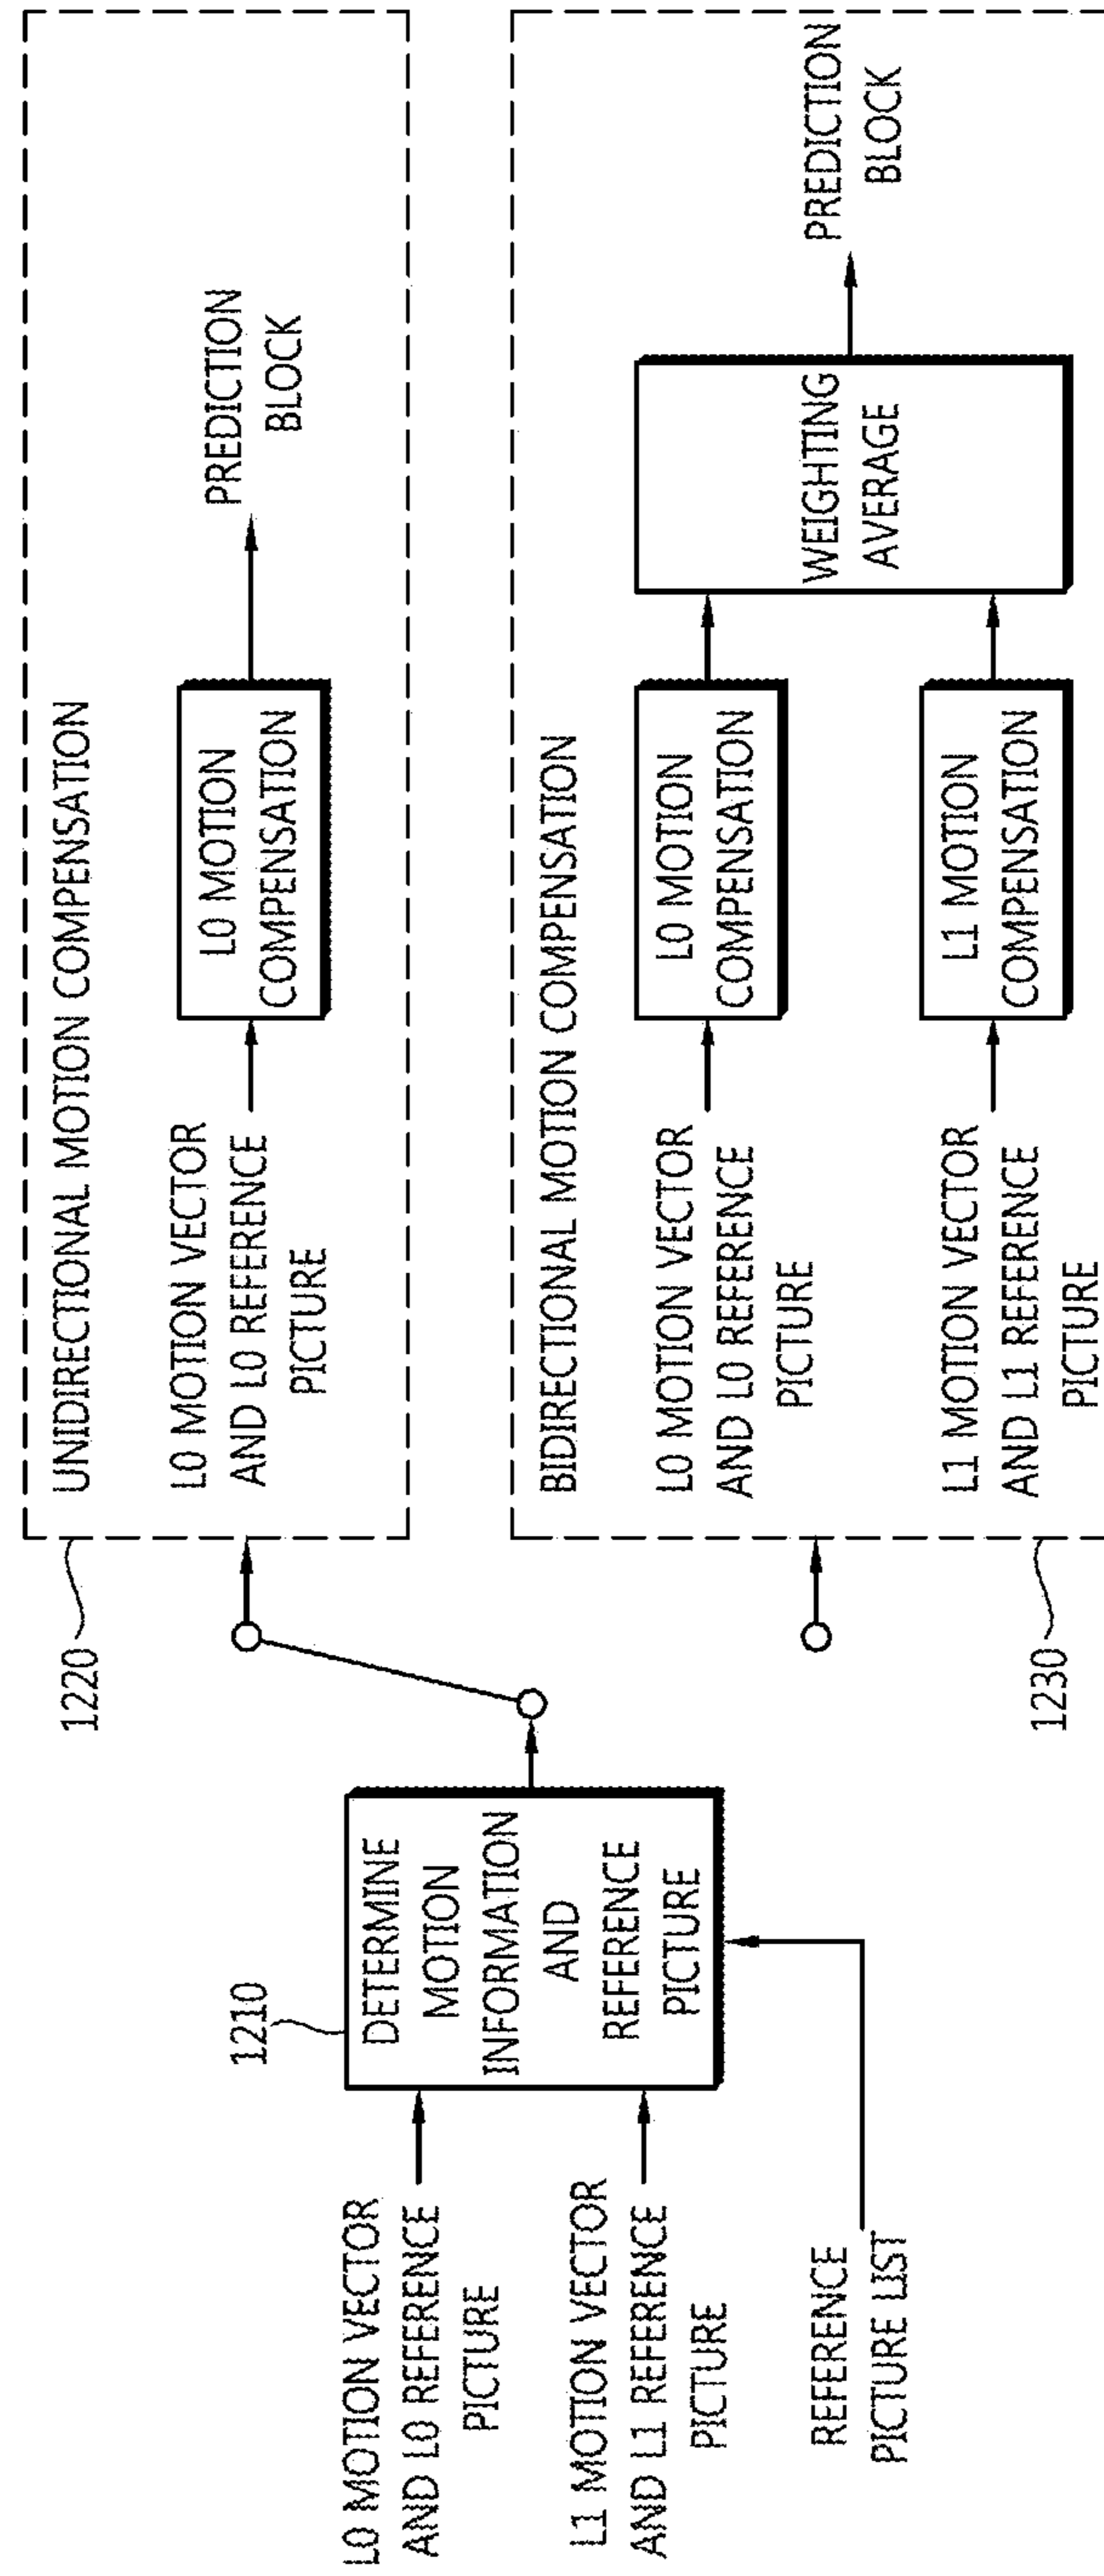 L0 MOTION VECTOR
AND L0 REFERENCE
PICTURE
L1 MOTION VECTOR
AND L1 REFERENCE
PICTURE
REFERENCE
PICTURE LIST
1210
DETERMINE
MOTION
INFORMATION
AND
REFERENCE
PICTURE
1220
UNIDIRECTIONAL MOTION COMPENSATION
L0 MOTION VECTOR
AND L0 REFERENCE
PICTURE
L0 MOTION
COMPENSATION
PREDICTION
BLOCK
1230
BIDIRECTIONAL MOTION COMPENSATION
L0 MOTION VECTOR
AND L0 REFERENCE
PICTURE
L0 MOTION
COMPENSATION
L1 MOTION VECTOR
AND L1 REFERENCE
PICTURE
L1 MOTION
COMPENSATION
WEIGHTING
AVERAGE
PREDICTION
BLOCK